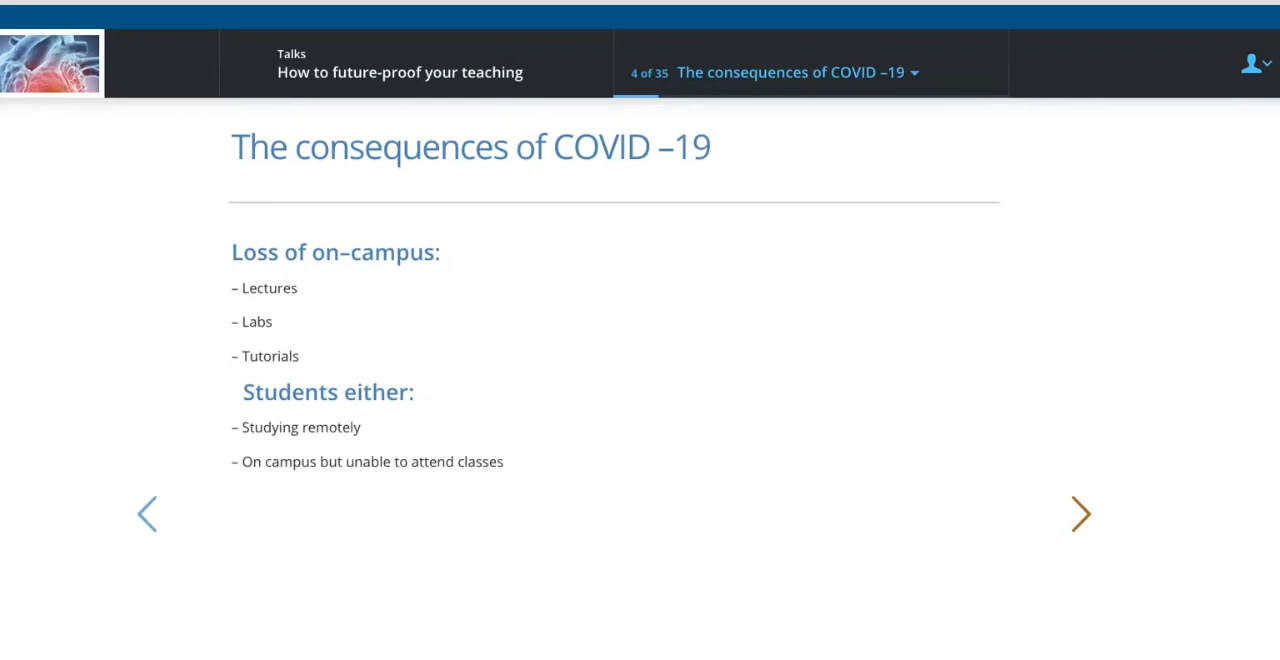 Talks
How to future-proof your teaching
4 of 35 The consequences of COVID –19
The consequences of COVID –19
Loss of on–campus:
– Lectures
– Labs
– Tutorials
Students either:
– Studying remotely
– On campus but unable to attend classes